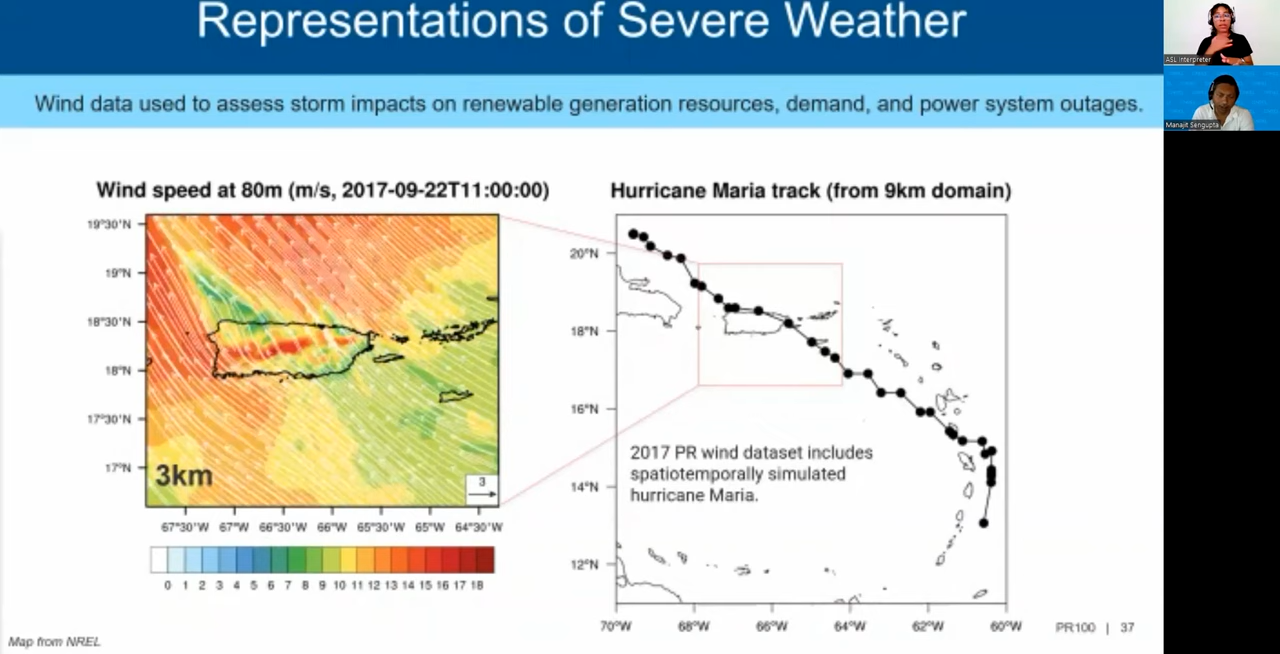 Representations of Severe Weather
ASL Interpreter
Manajit Sengupta
Wind data used to assess storm impacts on renewable generation resources, demand, and power system outages.
Wind speed at 80m (m/s, 2017-09-22T11:00:00)
19°30'N
19°N
18°30'N
18°N
17°30'N
17°N
3km
3
67°30'W 67°W 66°30'W 66°W 65°30'W 65°W 64°30'W
0 1 2 3 4 5 6 7 8 9 10 11 12 13 14 15 16 17 18
Hurricane Maria track (from 9km domain)
20°N
18°N
16°N
14°N
12°N
2017 PR wind dataset includes
spatiotemporally simulated
hurricane Maria.
70°W 68°W 66°W 64°W 62°W 60°W
Map from NREL
PR100 | 37